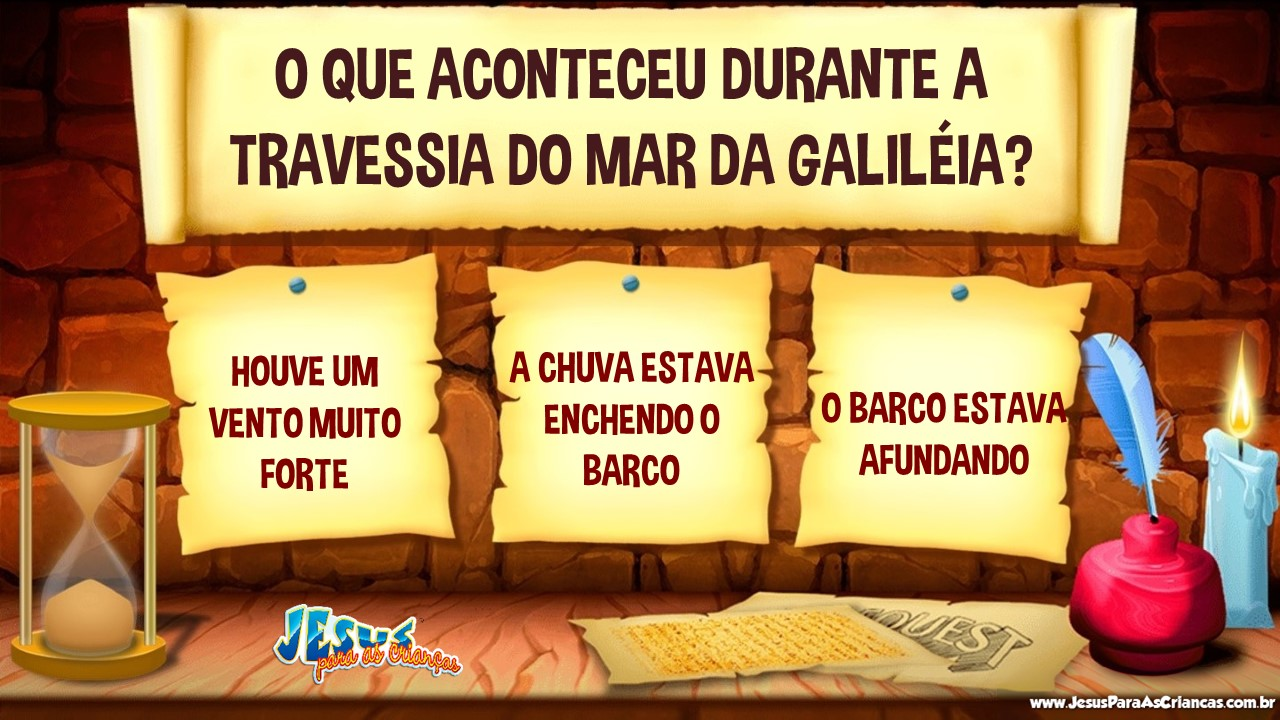 O QUE ACONTECEU DURANTE A
TRAVESSIA DO MAR DA GALILÉIA?
HOUVE UM
VENTO MUITO
FORTE
A CHUVA ESTAVA
ENCHENDO O
BARCO
O BARCO ESTAVA
AFUNDANDO
JESUS
para as crianças
QUEST
www.JesusParaAsCriancas.com.br